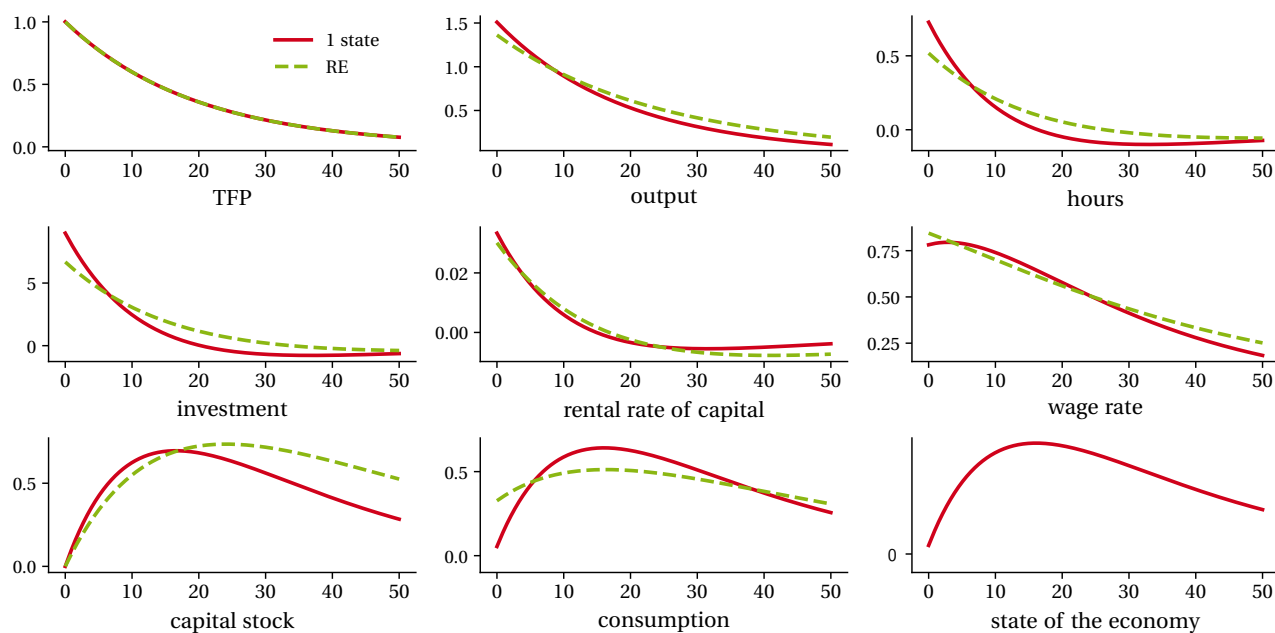 1.0
0.5
0.0
1 state
RE
0 10 20 30 40 50
TFP
1.5
1.0
0.5
0 10 20 30 40 50
output
0.5
0.0
0 10 20 30 40 50
hours
5
0
0 10 20 30 40 50
investment
0.02
0.00
0 10 20 30 40 50
rental rate of capital
0.75
0.50
0.25
0 10 20 30 40 50
wage rate
0.5
0.0
0 10 20 30 40 50
capital stock
0.5
0.0
0 10 20 30 40 50
consumption
0
0 10 20 30 40 50
state of the economy